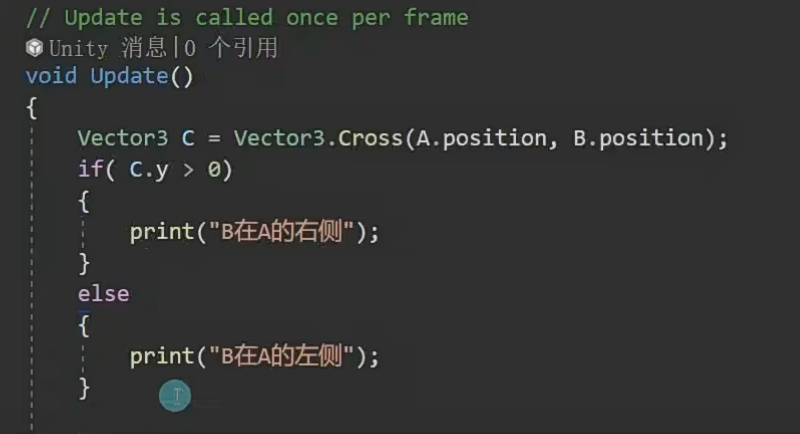 // Update is called once per frame
Unity 消息|0 个引用
void Update()
{
Vector3 C = Vector3.Cross(A.position, B.position);
if( C.y > 0)
{
print("B在A的右侧");
}
else
{
print("B在A的左侧");
}